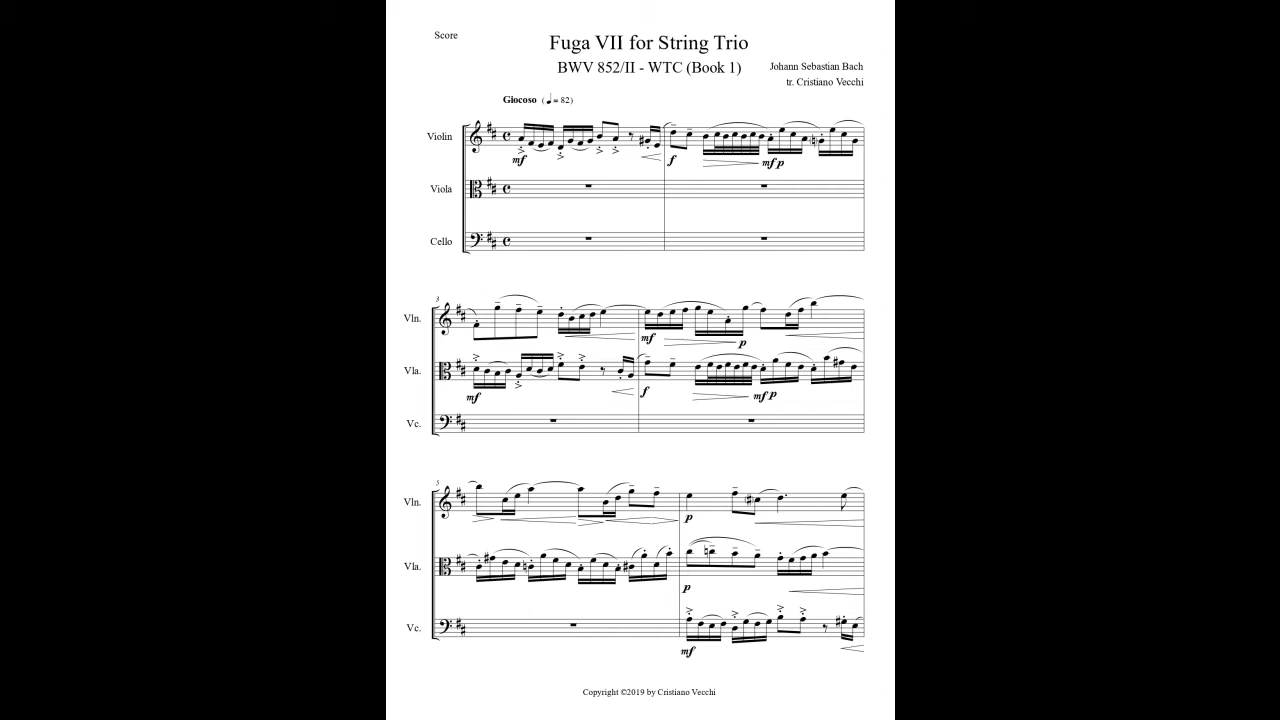 Score
Fuga VII for String Trio
BWV 852/II - WTC (Book 1)
Johann Sebastian Bach
tr. Cristiano Vecchi
Giocoso (♩ = 82)
Violin
mf f mf p
Viola
Cello
3
Vln.
mf p
Vla.
mf f mf p
Vc.
5
Vln.
p
Vla.
p
Vc.
mf
Copyright ©2019 by Cristiano Vecchi